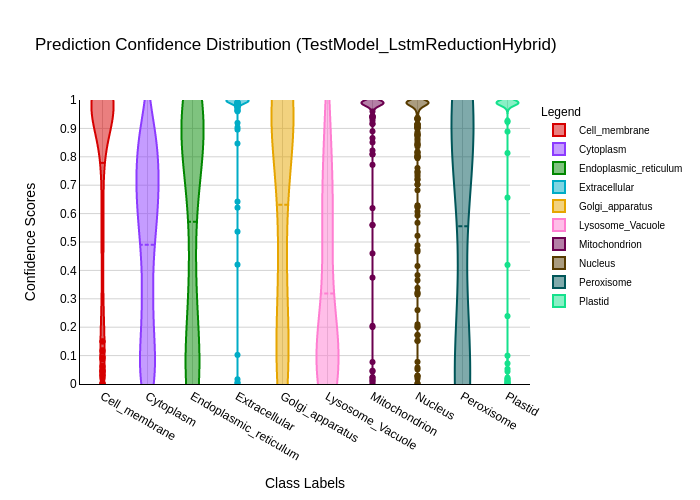 Prediction Confidence Distribution (TestModel_LstmReductionHybrid)
Legend
Cell_membrane
Cytoplasm
Endoplasmic_reticulum
Extracellular
Golgi_apparatus
Lysosome_Vacuole
Mitochondrion
Nucleus
Peroxisome
Plastid
Confidence Scores
1
0.9
0.8
0.7
0.6
0.5
0.4
0.3
0.2
0.1
0
Cell_membrane
Cytoplasm
Endoplasmic_reticulum
Extracellular
Golgi_apparatus
Lysosome_Vacuole
Mitochondrion
Nucleus
Peroxisome
Plastid
Class Labels